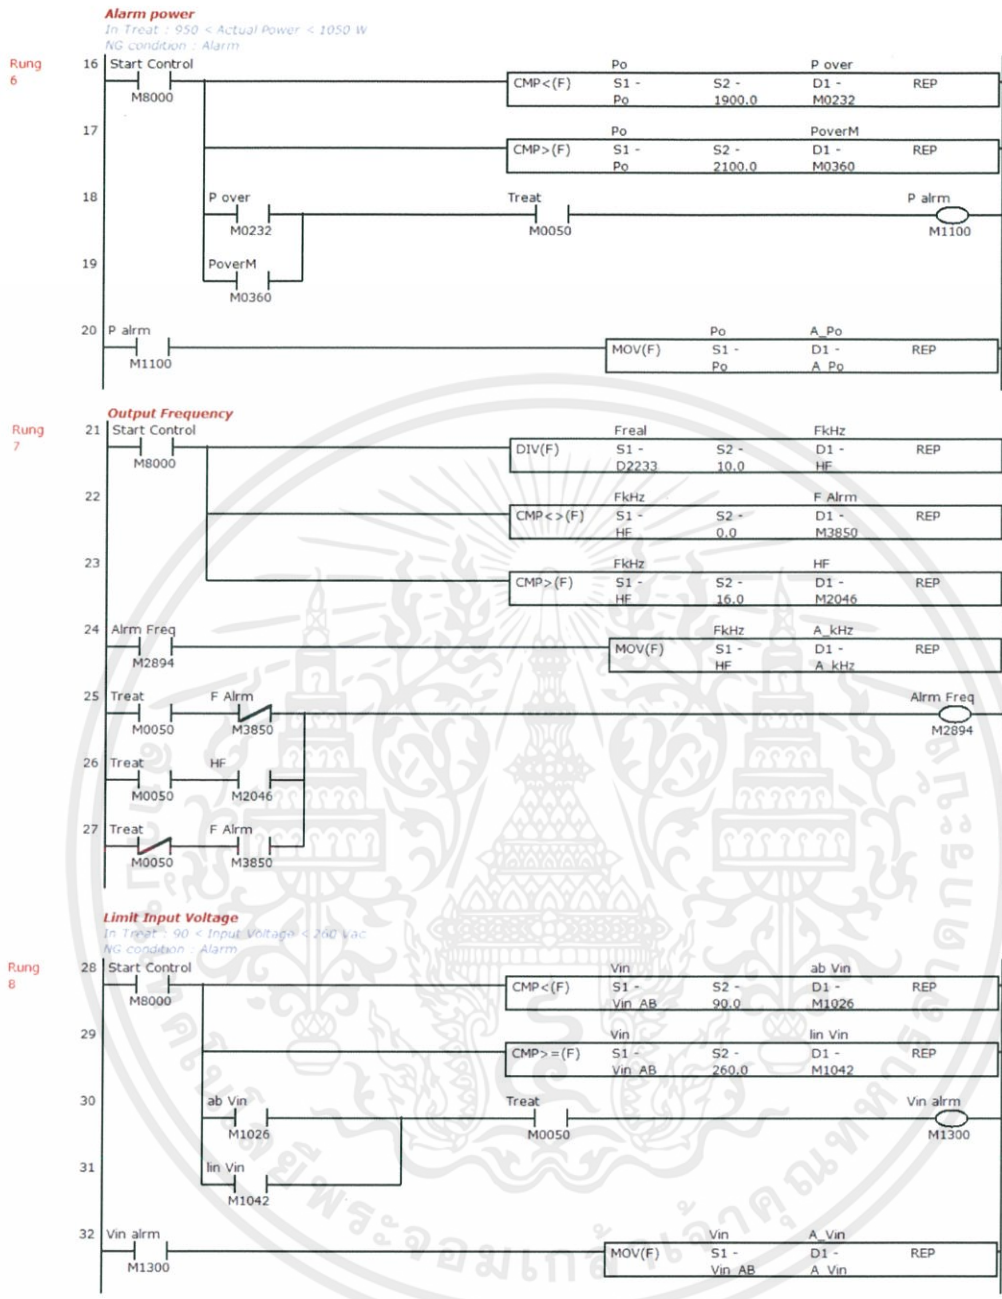 Alarm power
In Treat : 950 < Actual Power < 1050 W
NG condition : Alarm
Rung 6
16 Start Control M8000
CMP<(F) Po S1 - Po S2 - 1900.0 P over D1 - M0232 REP
17
CMP>(F) Po S1 - Po S2 - 2100.0 PoverM D1 - M0360 REP
18 P over M0232 Treat M0050 P alrm M1100
19 PoverM M0360
20 P alrm M1100
MOV(F) Po S1 - Po A_Po D1 - A_Po REP
Output Frequency
Rung 7
21 Start Control M8000
DIV(F) Freal S1 - D2233 S2 - 10.0 FkHz D1 - HF REP
22
CMP<>(F) FkHz S1 - HF S2 - 0.0 F Alrm D1 - M3850 REP
23
CMP>(F) FkHz S1 - HF S2 - 16.0 HF D1 - M2046 REP
24 Alrm Freq M2894
MOV(F) FkHz S1 - HF A_kHz D1 - A_kHz REP
25 Treat M0050 F Alrm M3850 Alrm Freq M2894
26 Treat M0050 HF M2046
27 Treat M0050 F Alrm M3850
Limit Input Voltage
In Treat : 90 < Input Voltage < 260 Vac
NG condition : Alarm
Rung 8
28 Start Control M8000
CMP<(F) Vin S1 - Vin_AB S2 - 90.0 ab Vin D1 - M1026 REP
29
CMP>=(F) Vin S1 - Vin_AB S2 - 260.0 lin Vin D1 - M1042 REP
30 ab Vin M1026 Treat M0050 Vin alrm M1300
31 lin Vin M1042
32 Vin alrm M1300
MOV(F) Vin S1 - Vin_AB A_Vin D1 - A_Vin REP